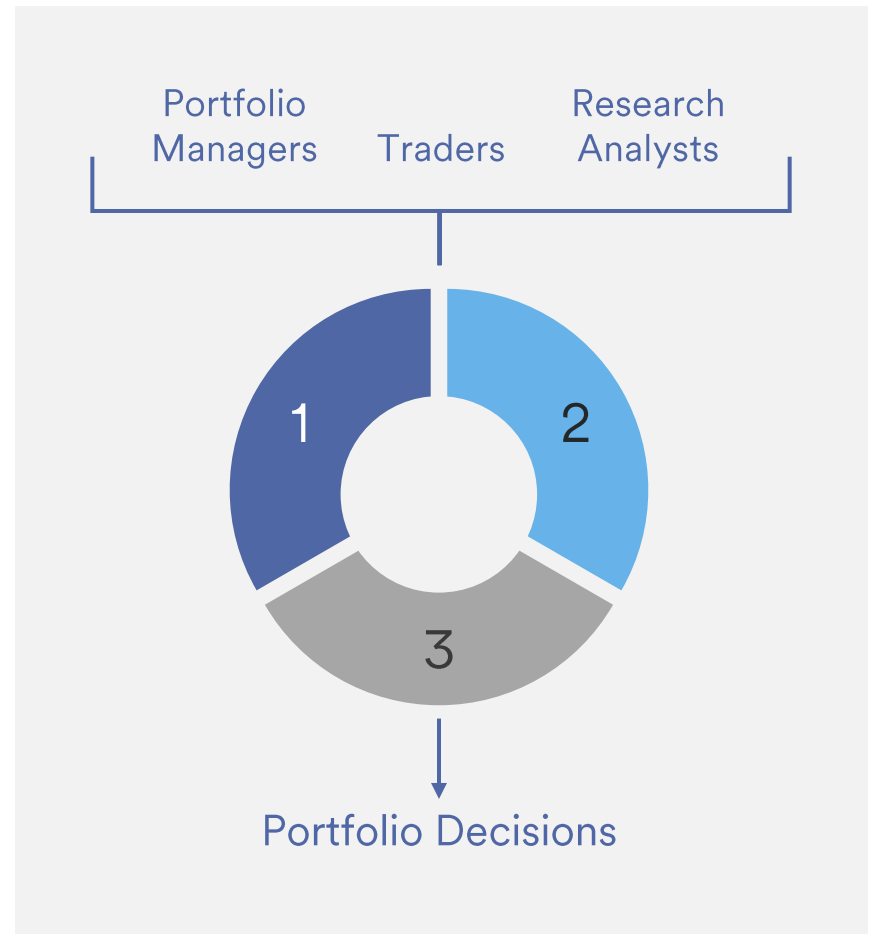 Portfolio
Managers
Traders
Research
Analysts
1
2
3
Portfolio Decisions